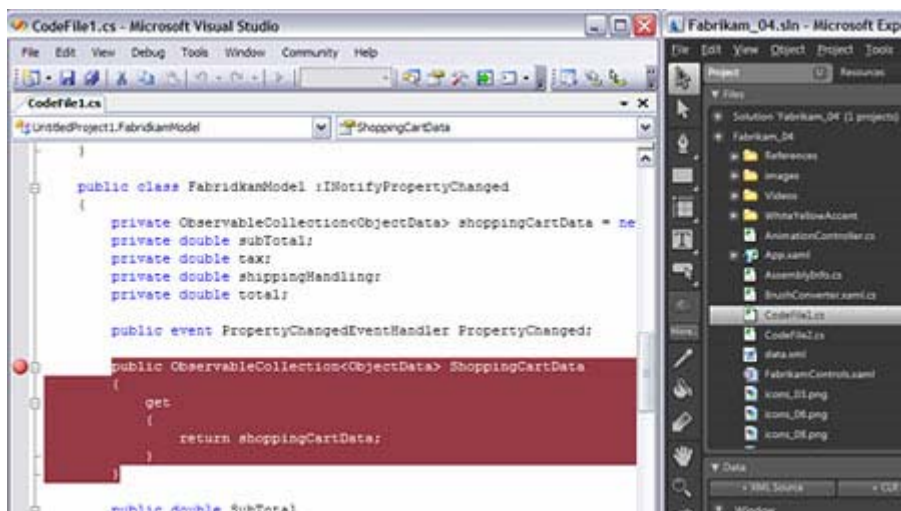 CodeFile1.cs - Microsoft Visual Studio
File Edit View Debug Tools Window Community Help
CodeFile1.cs
UntitledProject1.FabridkamModel
ShoppingCartData
}
public class FabridkamModel :INotifyPropertyChanged
{
private ObservableCollection<ObjectData> shoppingCartData = ne
private double subTotal;
private double tax;
private double shippingHandling;
private double total;
public event PropertyChangedEventHandler PropertyChanged;
public ObservableCollection<ObjectData> ShoppingCartData
{
get
{
return shoppingCartData;
}
}
public double SubTotal
Fabrikam_04.sln - Microsoft Exp
File Edit View Object Project Tools
Project Resources
Files
Solution 'Fabrikam_04' (1 projects)
Fabrikam_04
References
images
Videos
WhiteYellowAccent
AnimationController.cs
App.xaml
AssemblyInfo.cs
BrushConverter.xaml.cs
CodeFile1.cs
CodeFile2.cs
data.xml
FabrikamControls.xaml
icons_03.png
icons_06.png
icons_08.png
More..
Data
+ XML Source
Window